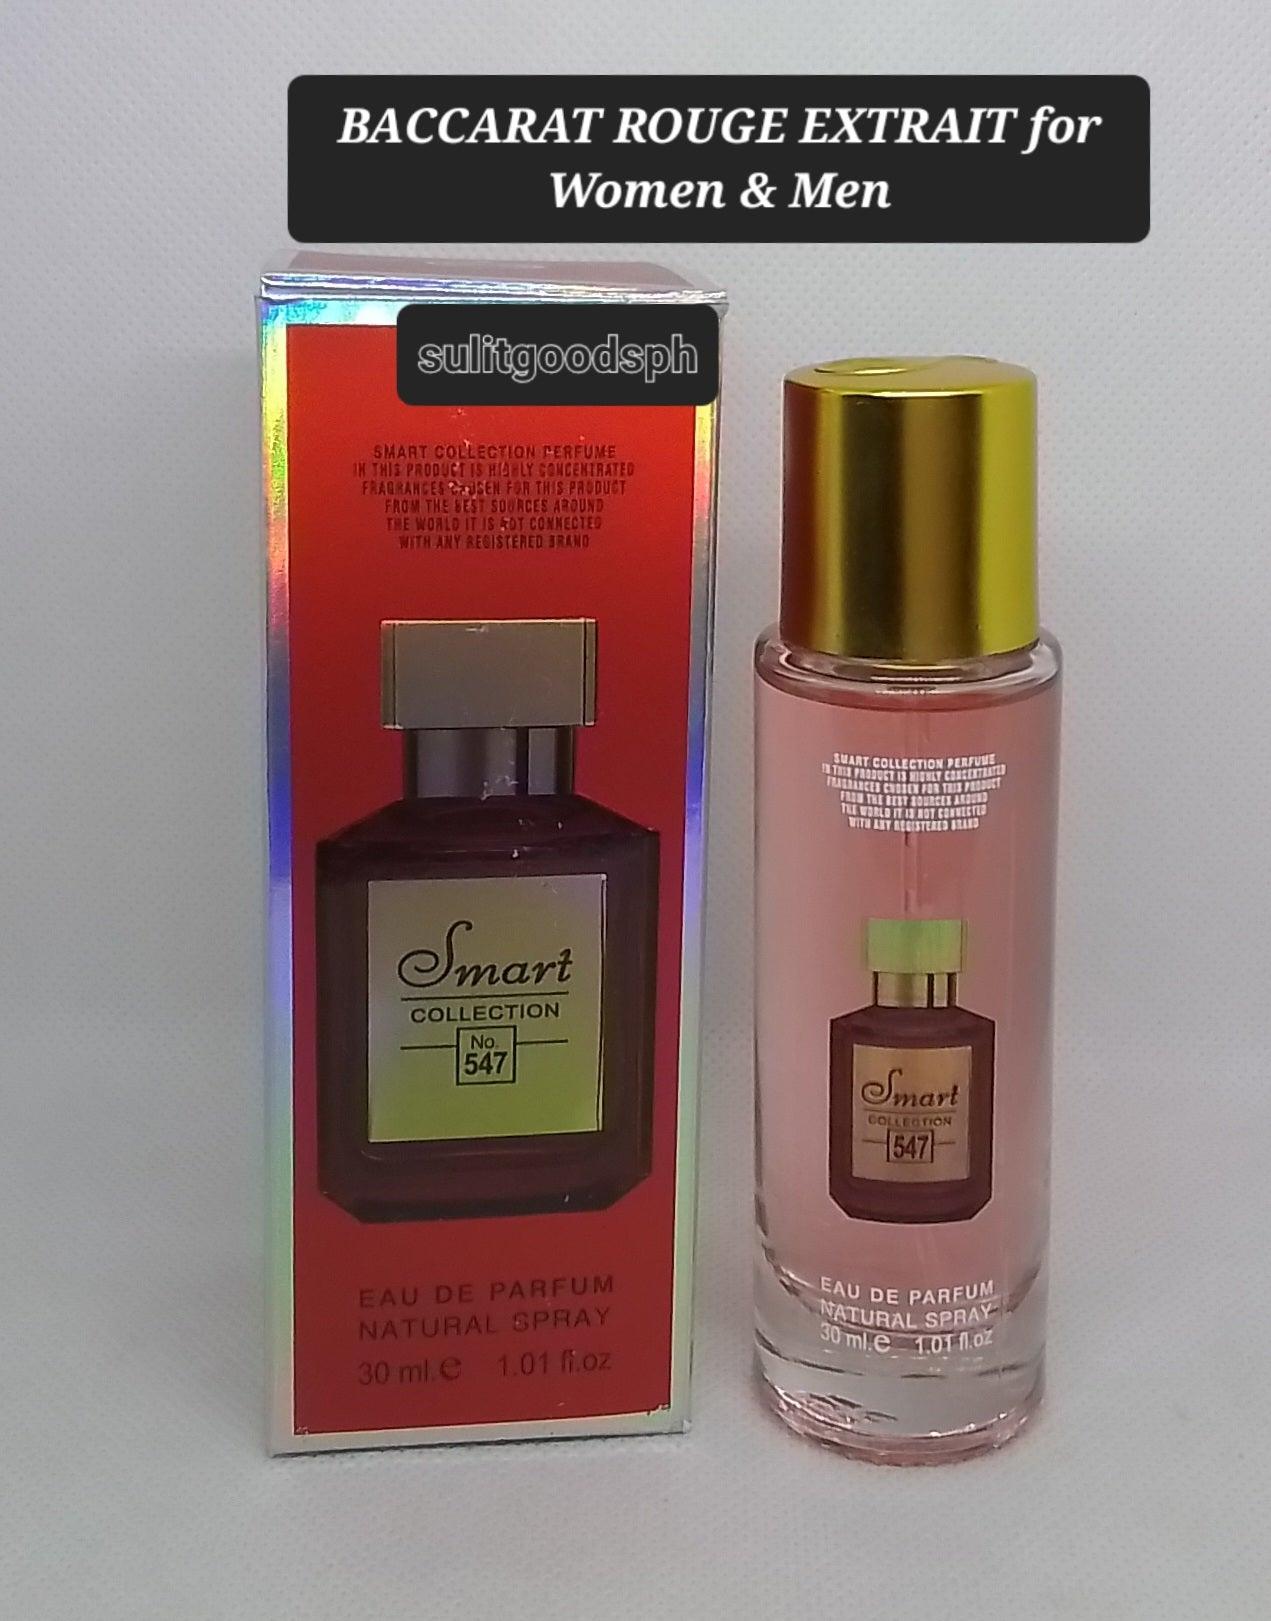 BACCARAT ROUGE EXTRAIT for
Women & Men
sulitgoodsph
SMART COLLECTION PERFUME
IN THIS PRODUCT IS HIGHLY CONCENTRATED
FRAGRANCES CHOSEN FOR THIS PRODUCT
FROM THE BEST SOURCES AROUND
THE WORLD IT IS NOT CONNECTED
WITH ANY REGISTERED BRAND
Smart
COLLECTION
No.
547
EAU DE PARFUM
NATURAL SPRAY
30 ml.e 1.01 fl.oz
SMART COLLECTION PERFUME
IN THIS PRODUCT IS HIGHLY CONCENTRATED
FRAGRANCES CHOSEN FOR THIS PRODUCT
FROM THE BEST SOURCES AROUND
THE WORLD IT IS NOT CONNECTED
WITH ANY REGISTERED BRAND
Smart
COLLECTION
547
EAU DE PARFUM
NATURAL SPRAY
30 ml.e 1.01 fl.oz